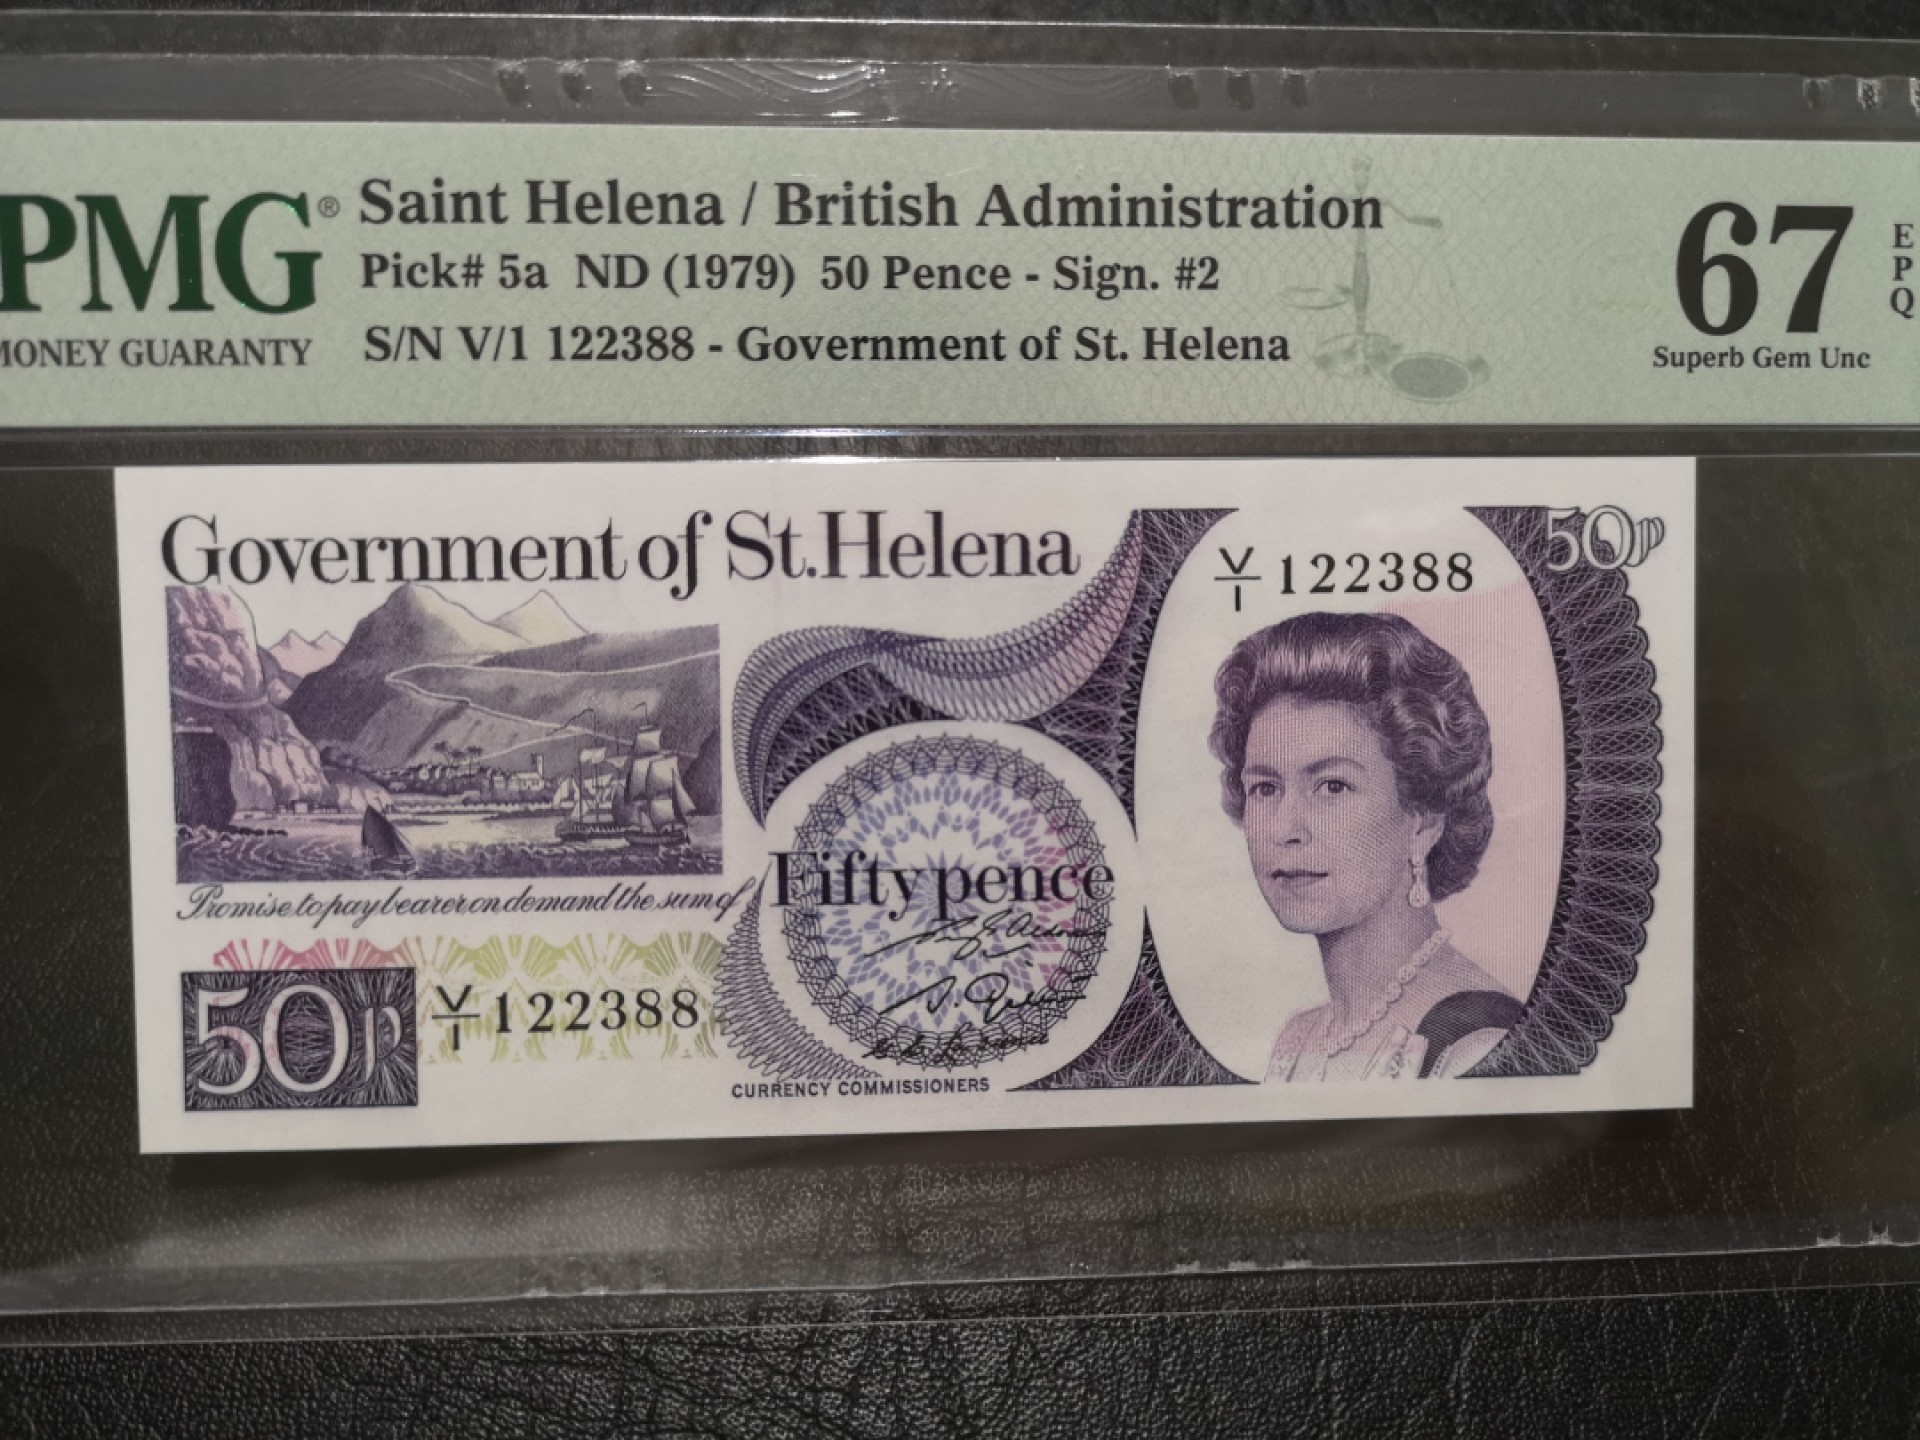 PMG®
MONEY GUARANTY
Saint Helena / British Administration
Pick# 5a ND (1979) 50 Pence - Sign. #2
S/N V/1 122388 - Government of St. Helena
67
EPQ
Superb Gem Unc
Government of St. Helena
V/1 122388
50p
Promise to pay bearer on demand the sum of
Fifty pence
50p
V/1 122388
CURRENCY COMMISSIONERS